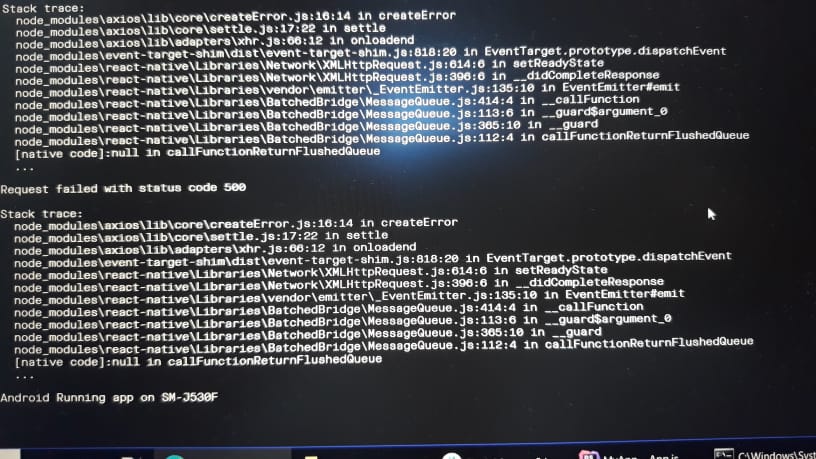 Stack trace:
node_modules\axios\lib\core\createError.js:16:14 in createError
node_modules\axios\lib\core\settle.js:17:22 in settle
node_modules\axios\lib\adapters\xhr.js:66:12 in onloadend
node_modules\event-target-shim\dist\event-target-shim.js:818:20 in EventTarget.prototype.dispatchEvent
node_modules\react-native\Libraries\Network\XMLHttpRequest.js:614:6 in setReadyState
node_modules\react-native\Libraries\Network\XMLHttpRequest.js:396:6 in __didCompleteResponse
node_modules\react-native\Libraries\vendor\emitter\_EventEmitter.js:135:10 in EventEmitter#emit
node_modules\react-native\Libraries\BatchedBridge\MessageQueue.js:414:4 in __callFunction
node_modules\react-native\Libraries\BatchedBridge\MessageQueue.js:113:6 in __guard$argument_0
node_modules\react-native\Libraries\BatchedBridge\MessageQueue.js:365:10 in __guard
node_modules\react-native\Libraries\BatchedBridge\MessageQueue.js:112:4 in callFunctionReturnFlushedQueue
[native code]:null in callFunctionReturnFlushedQueue
...
Request failed with status code 500
Stack trace:
node_modules\axios\lib\core\createError.js:16:14 in createError
node_modules\axios\lib\core\settle.js:17:22 in settle
node_modules\axios\lib\adapters\xhr.js:66:12 in onloadend
node_modules\event-target-shim\dist\event-target-shim.js:818:20 in EventTarget.prototype.dispatchEvent
node_modules\react-native\Libraries\Network\XMLHttpRequest.js:614:6 in setReadyState
node_modules\react-native\Libraries\Network\XMLHttpRequest.js:396:6 in __didCompleteResponse
node_modules\react-native\Libraries\vendor\emitter\_EventEmitter.js:135:10 in EventEmitter#emit
node_modules\react-native\Libraries\BatchedBridge\MessageQueue.js:414:4 in __callFunction
node_modules\react-native\Libraries\BatchedBridge\MessageQueue.js:113:6 in __guard$argument_0
node_modules\react-native\Libraries\BatchedBridge\MessageQueue.js:365:10 in __guard
node_modules\react-native\Libraries\BatchedBridge\MessageQueue.js:112:4 in callFunctionReturnFlushedQueue
[native code]:null in callFunctionReturnFlushedQueue
...
Android Running app on SM-J530F
C:\Windows\Syst